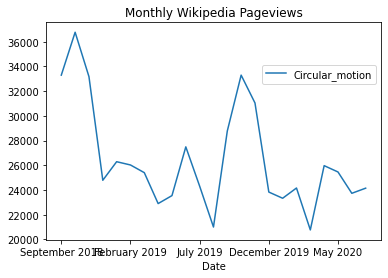 Monthly Wikipedia Pageviews
36000
34000
32000
30000
28000
26000
24000
22000
20000
Circular_motion
September 2018 February 2019 July 2019 December 2019 May 2020
Date